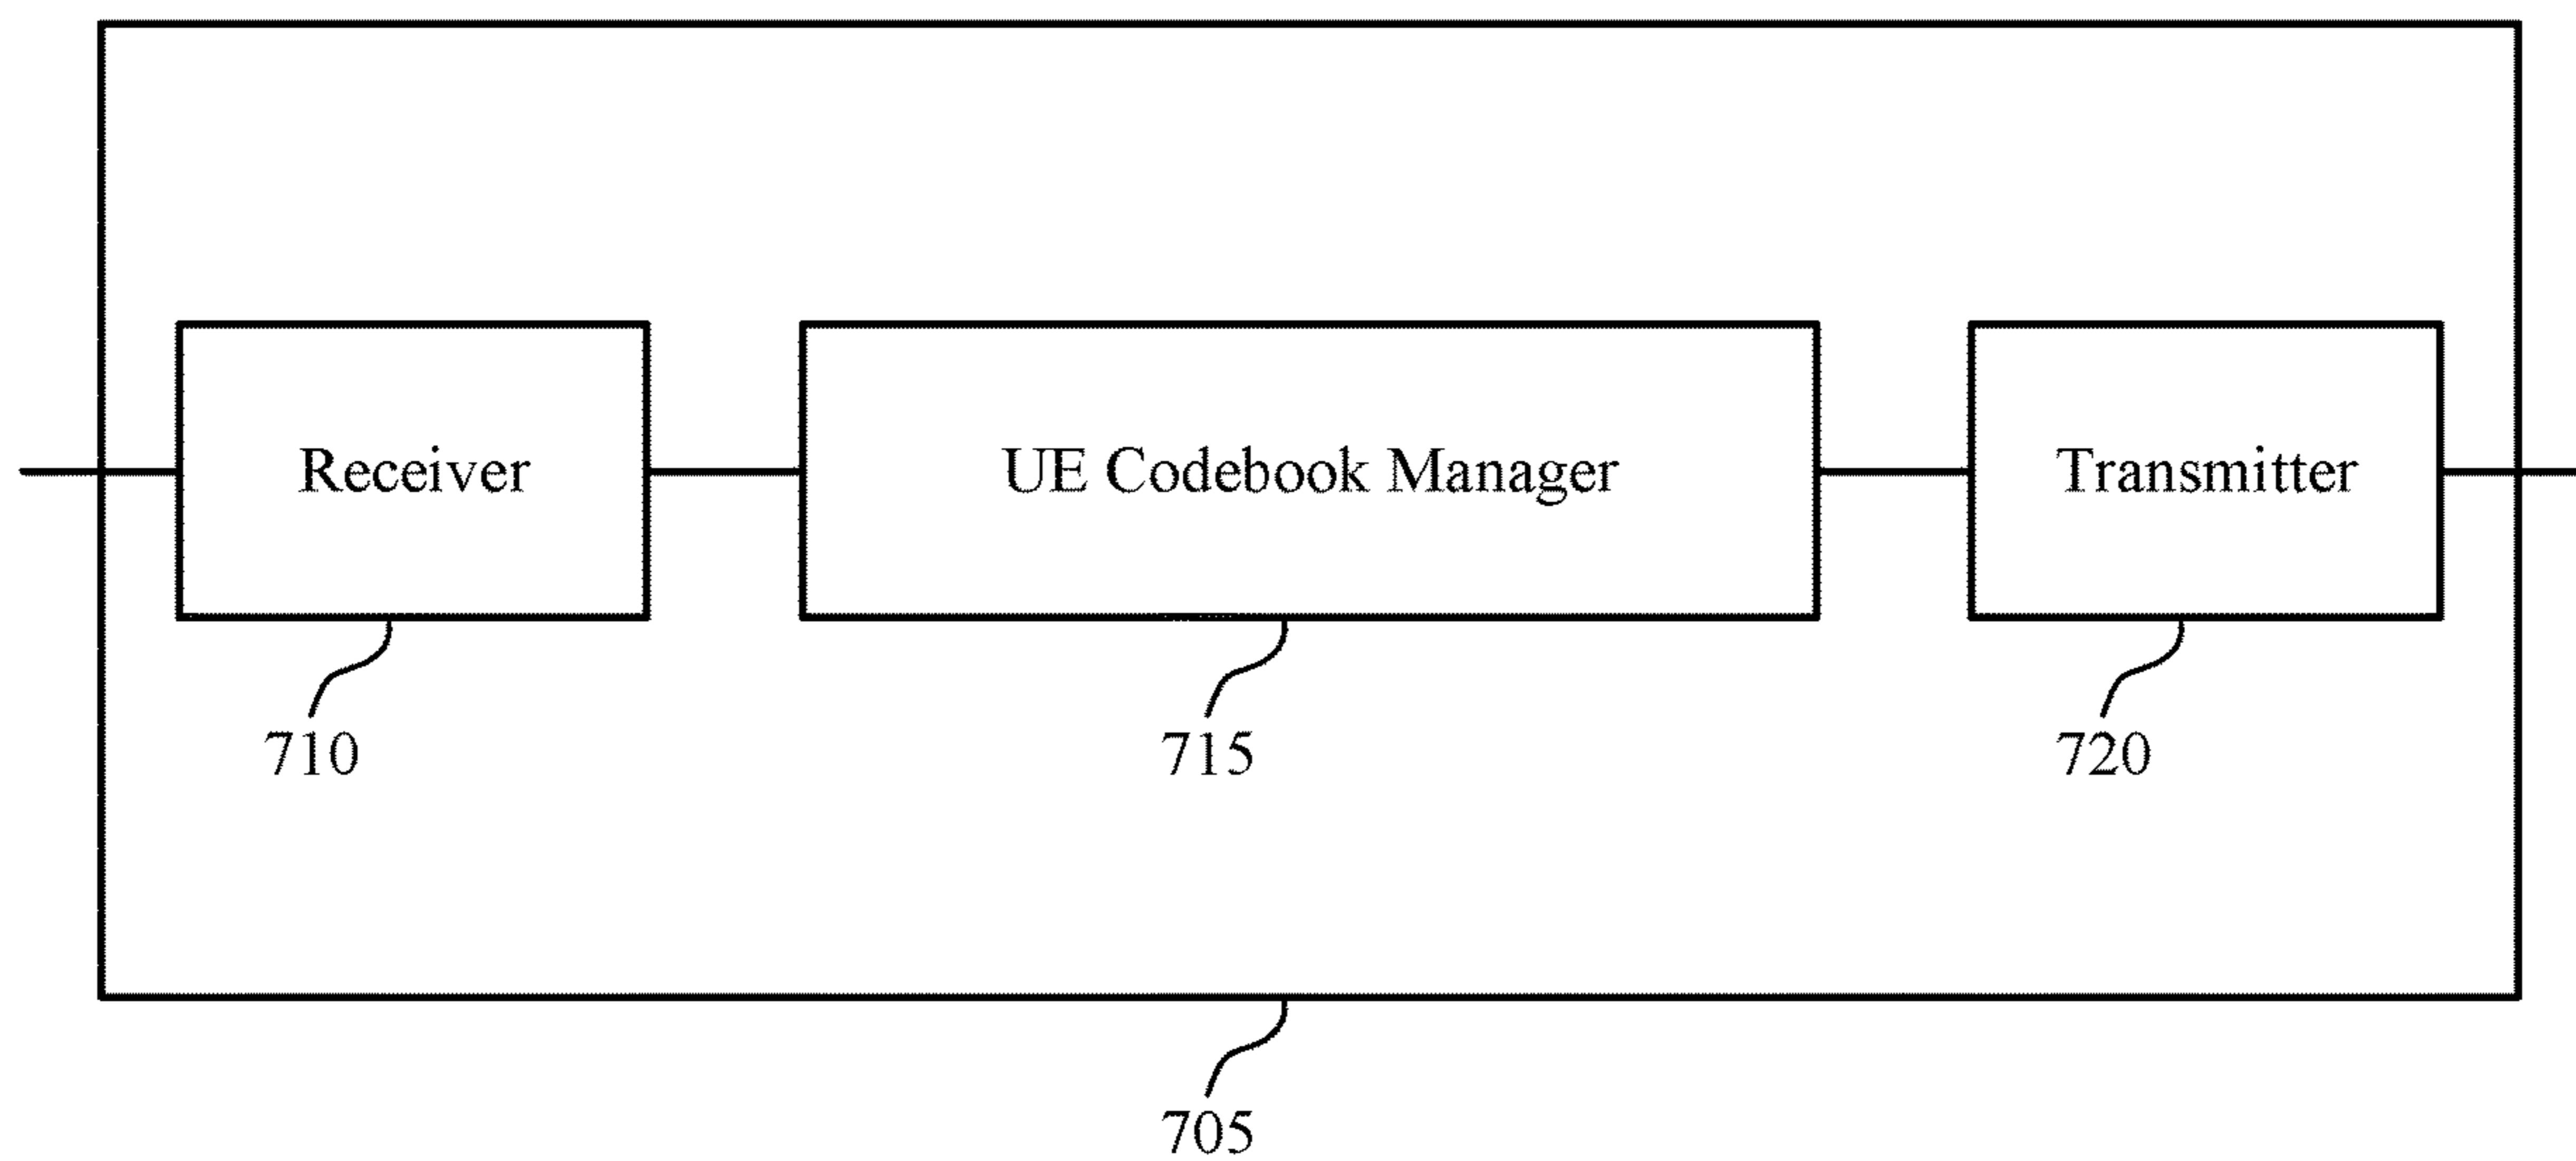 Receiver
UE Codebook Manager
Transmitter
710
715
720
705